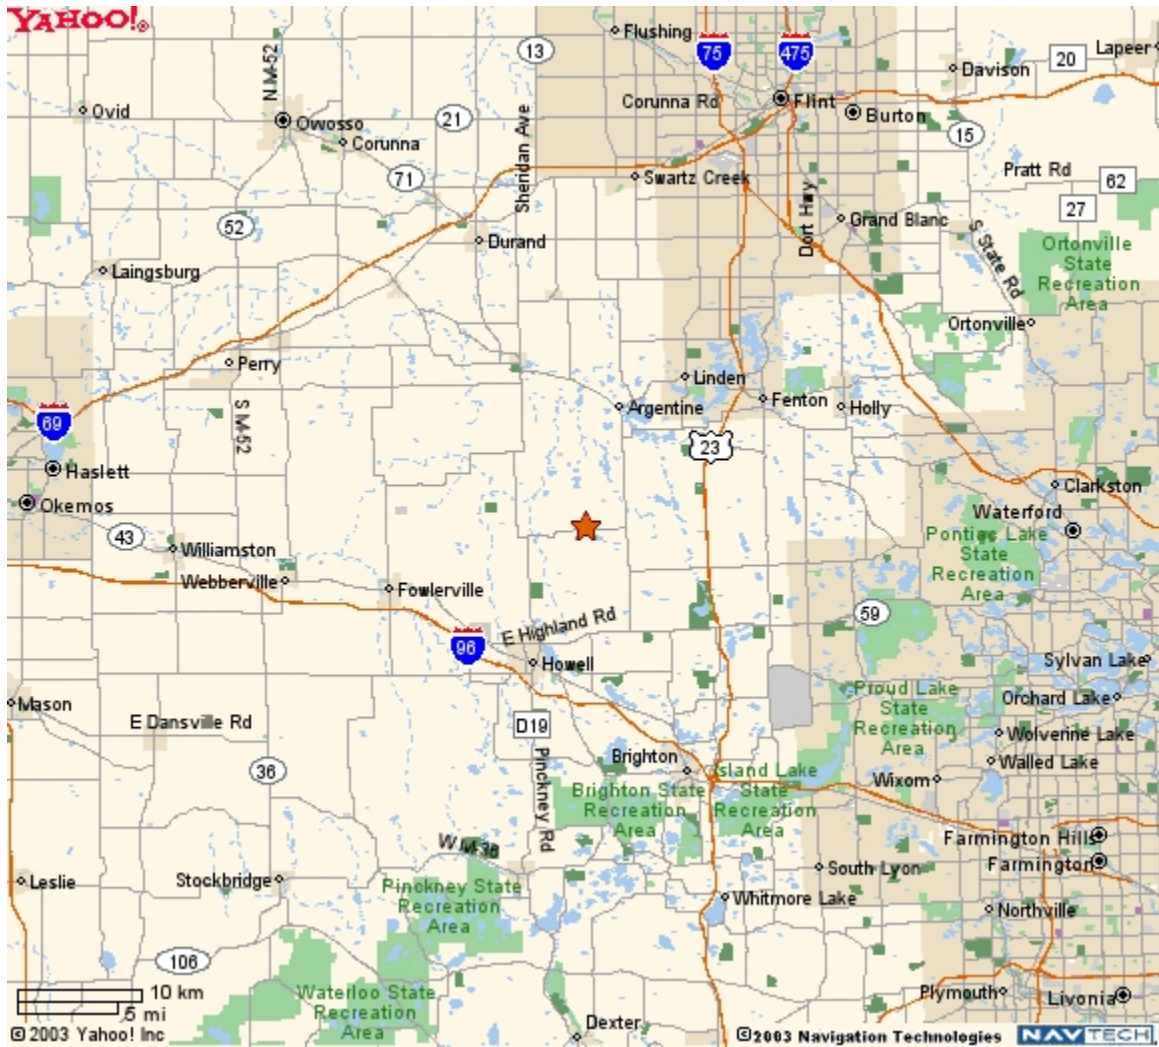 YAHOO!®
Flushing
13
75
475
20
Lapeer
Davison
N M-52
Ovid
Owosso
Corunna
21
Sheridan Ave
Corunna Rd
Flint
Burton
15
Pratt Rd
62
71
Swartz Creek
Dort Hwy
27
52
Durand
Grand Blanc
S State Rd
Ortonville
State
Recreation
Area
Laingsburg
Ortonville
Perry
Linden
Argentine
Fenton
Holly
69
S M-52
23
Haslett
Okemos
Clarkston
Waterford
43
Williamston
Pontiac Lake
State
Recreation
Area
Webberville
Fowlerville
59
E Highland Rd
96
Howell
Sylvan Lake
Mason
E Dansville Rd
D19
Proud Lake
State
Recreation
Area
Orchard Lake
Wolverine Lake
Walled Lake
Pinckney Rd
Brighton
36
Island Lake
State
Recreation
Area
Wixom
Brighton State
Recreation
Area
W M-36
Farmington Hills
Farmington
South Lyon
Leslie
Stockbridge
Pinckney State
Recreation
Area
Whitmore Lake
Northville
106
10 km
5 mi
Waterloo State
Recreation
Area
Plymouth
Livonia
Dexter
©2003 Yahoo! Inc
©2003 Navigation Technologies
NAVTECH